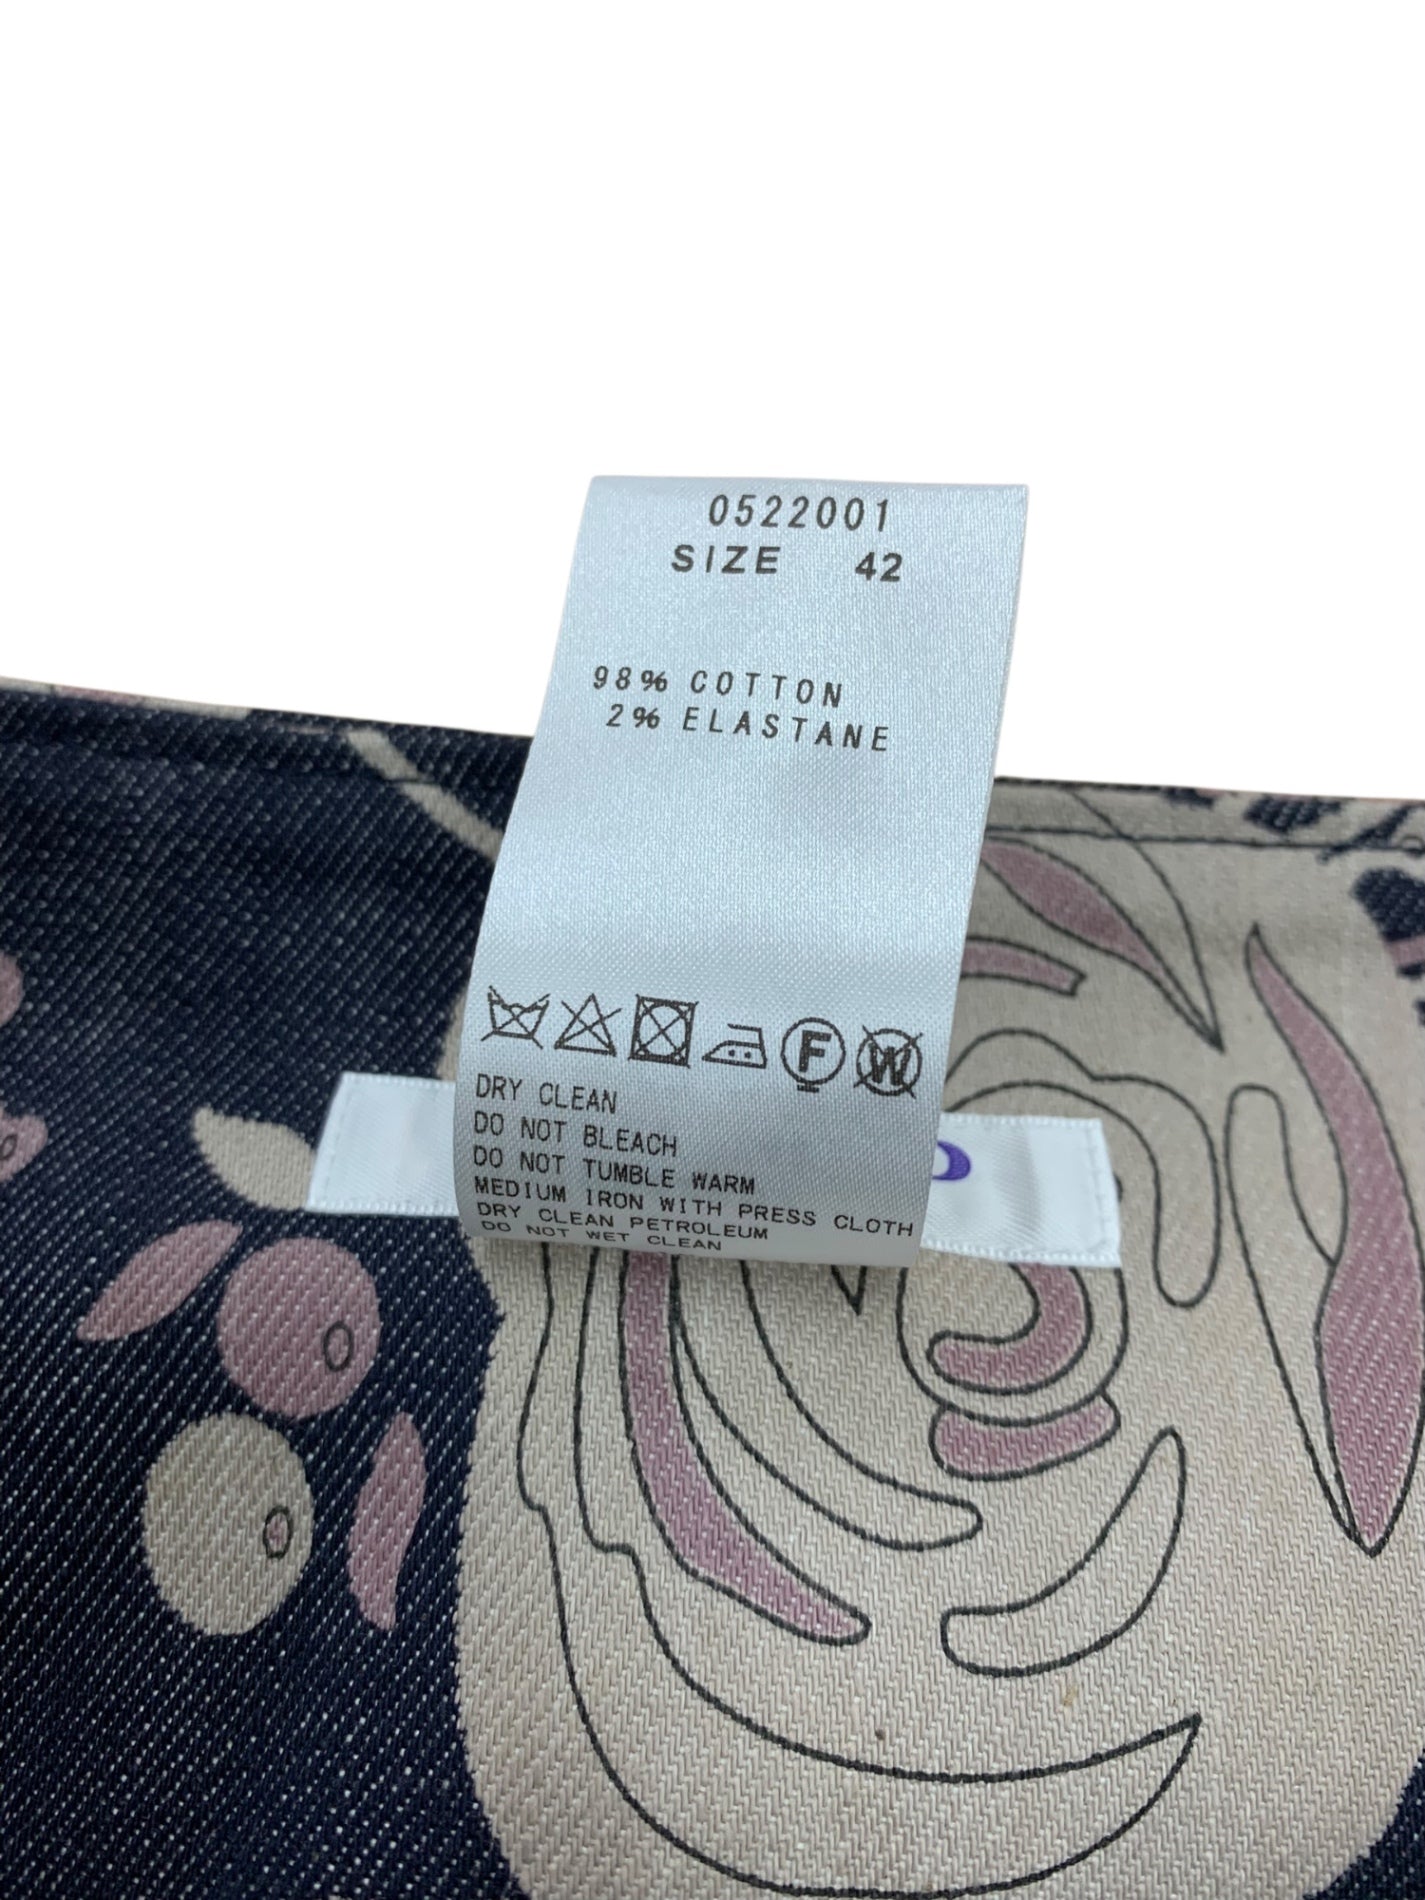 0522001
SIZE 42
98% COTTON
2% ELASTANE
F W
DRY CLEAN
DO NOT BLEACH
DO NOT TUMBLE WARM
MEDIUM IRON WITH PRESS CLOTH
DRY CLEAN PETROLEUM
DO NOT WET CLEAN